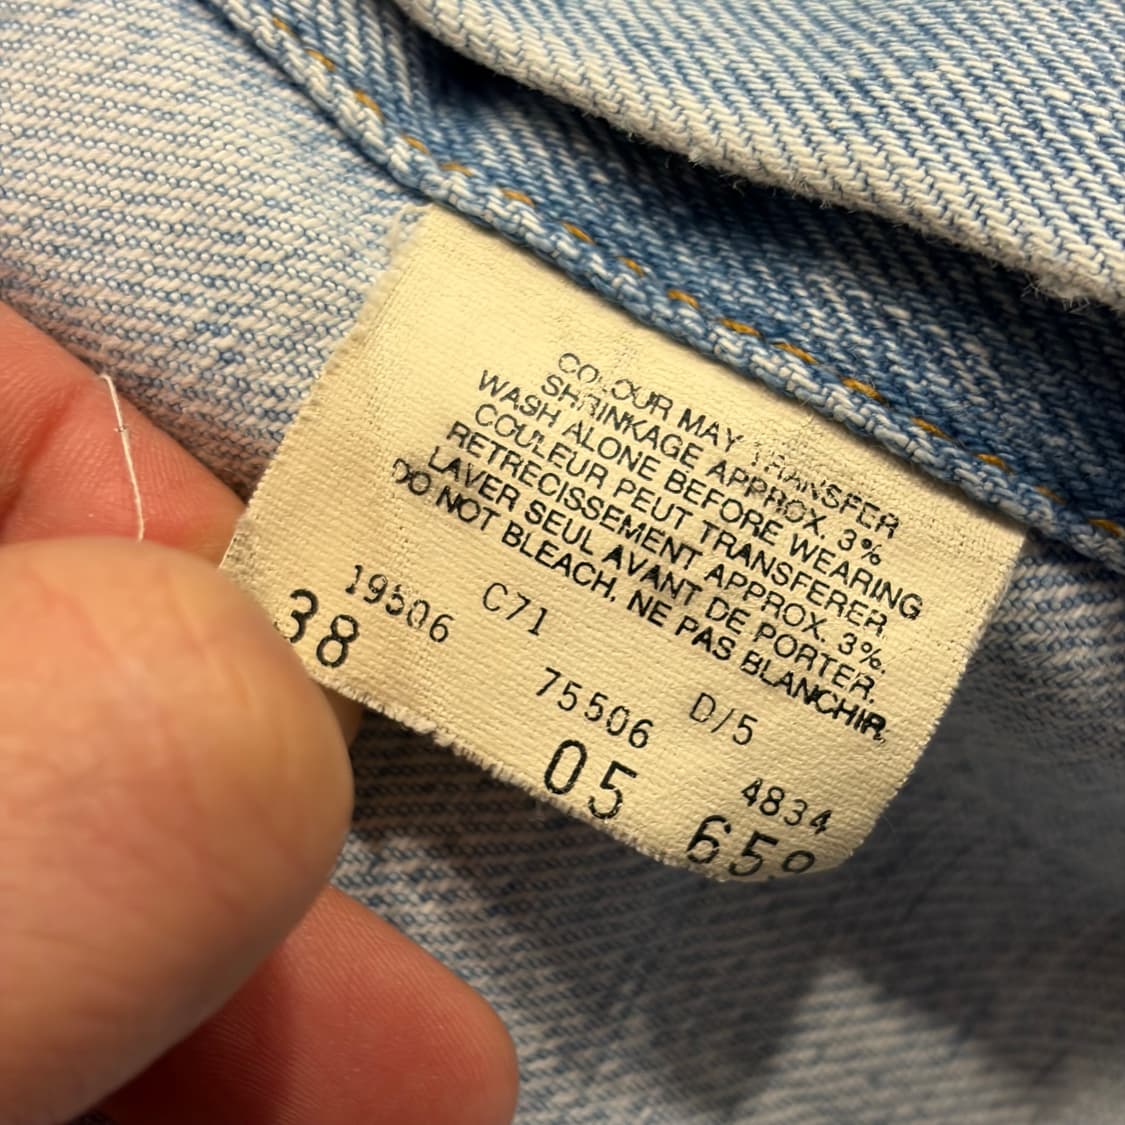 COLOUR MAY TRANSFER
SHRINKAGE APPROX. 3%
WASH ALONE BEFORE WEARING
COULEUR PEUT TRANSFERER.
RETRECISSEMENT APPROX. 3%.
LAVER SEUL AVANT DE PORTER.
DO NOT BLEACH, NE PAS BLANCHIR.
19506 C71
75506 D/5
4834
38 05